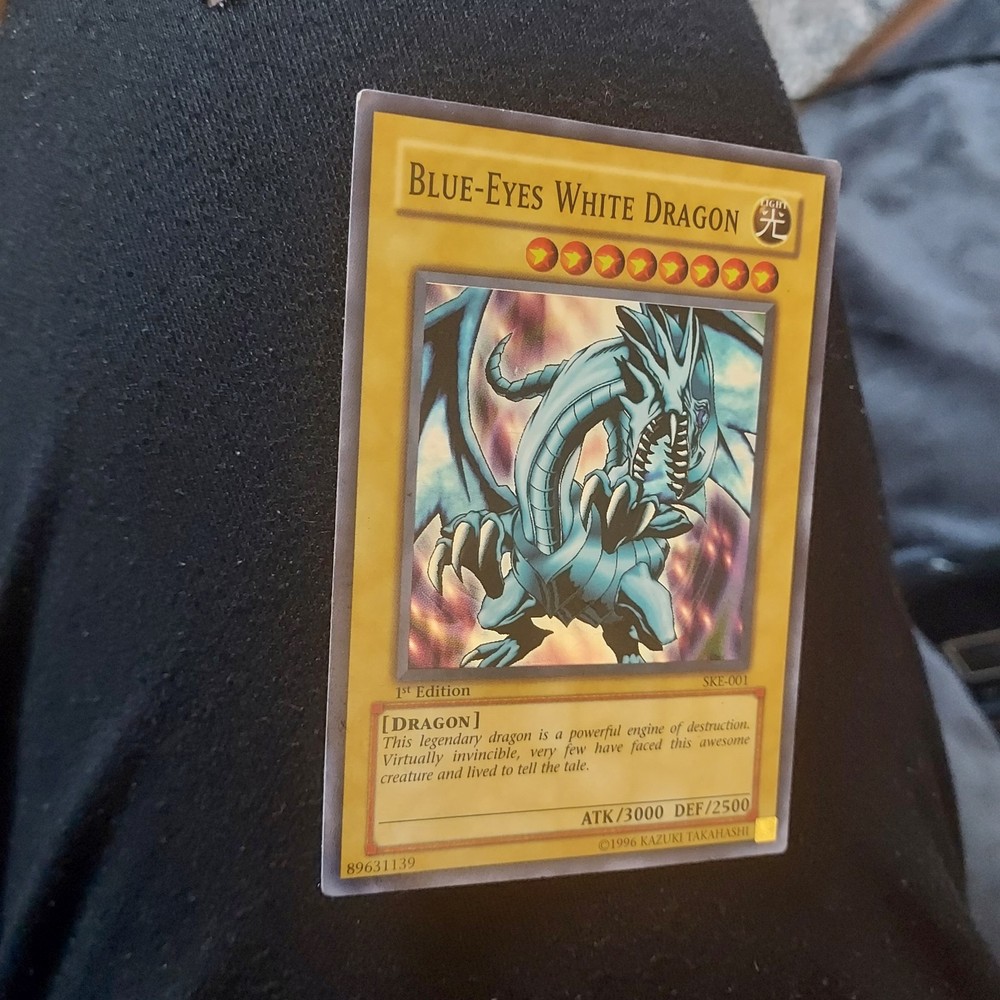 BLUE-EYES WHITE DRAGON
LIGHT
光
1st Edition
SKE-001
[DRAGON]
This legendary dragon is a powerful engine of destruction.
Virtually invincible, very few have faced this awesome
creature and lived to tell the tale.
ATK/3000 DEF/2500
89631139
©1996 KAZUKI TAKAHASHI